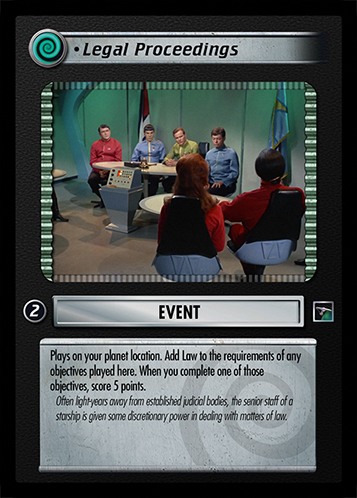 • Legal Proceedings
2
EVENT
Plays on your planet location. Add Law to the requirements of any
objectives played here. When you complete one of those
objectives, score 5 points.
Often light-years away from established judicial bodies, the senior staff of a
starship is given some discretionary power in dealing with matters of law.